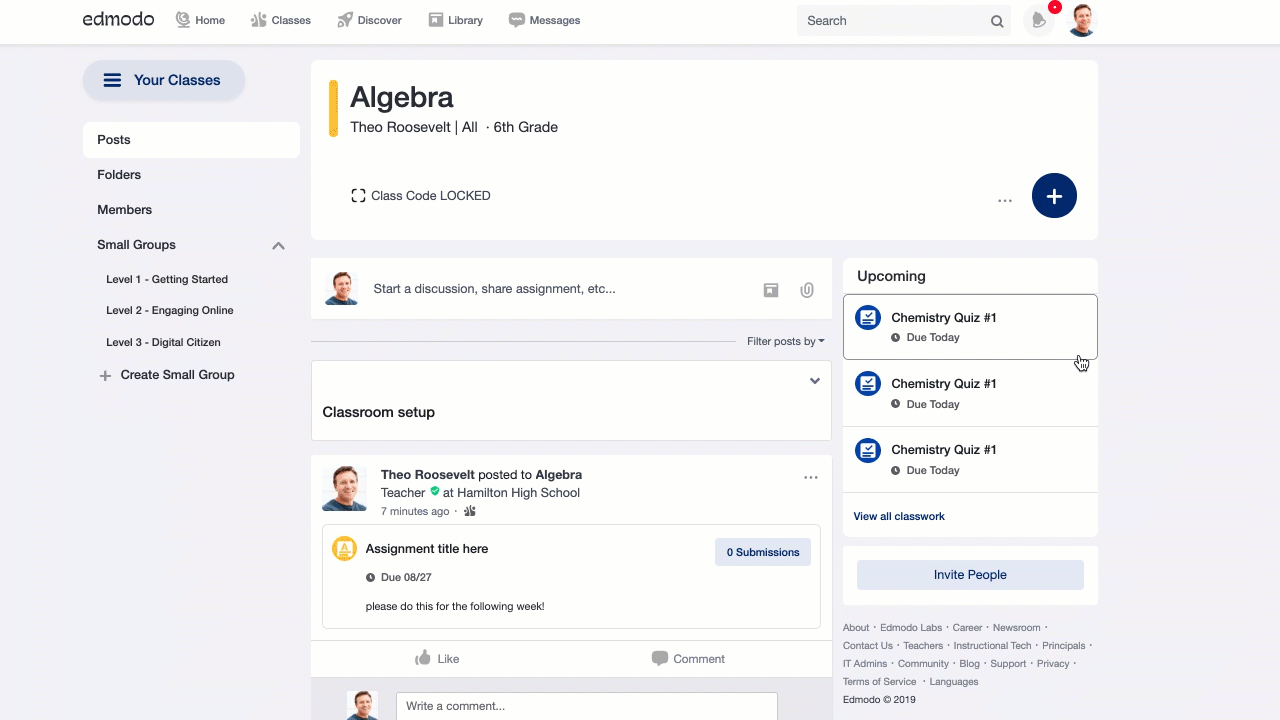 edmodo
Home
Classes
Discover
Library
Messages
Search
Your Classes
Posts
Folders
Members
Small Groups
Level 1 - Getting Started
Level 2 - Engaging Online
Level 3 - Digital Citizen
Create Small Group
Algebra
Theo Roosevelt | All · 6th Grade
Class Code LOCKED
Start a discussion, share assignment, etc...
Filter posts by
Classroom setup
Theo Roosevelt posted to Algebra
Teacher at Hamilton High School
7 minutes ago ·
Assignment title here
0 Submissions
Due 08/27
please do this for the following week!
Like
Comment
Write a comment...
Upcoming
Chemistry Quiz #1
Due Today
Chemistry Quiz #1
Due Today
Chemistry Quiz #1
Due Today
View all classwork
Invite People
About · Edmodo Labs · Career · Newsroom ·
Contact Us · Teachers · Instructional Tech · Principals ·
IT Admins · Community · Blog · Support · Privacy ·
Terms of Service · Languages
Edmodo © 2019